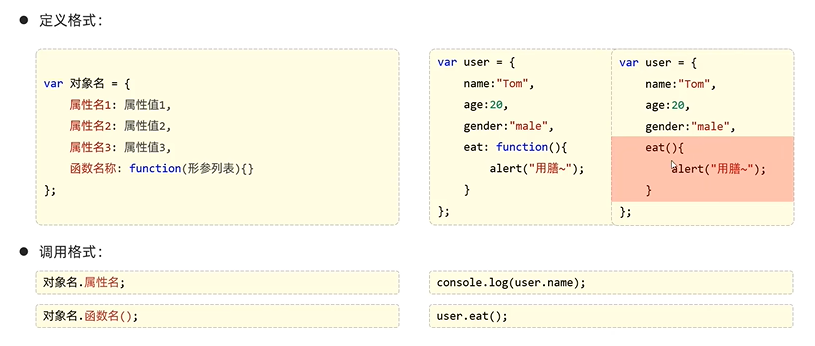 ● 定义格式：
var 对象名 = {
属性名1: 属性值1,
属性名2: 属性值2,
属性名3: 属性值3,
函数名称: function(形参列表){}
};
var user = {
name:"Tom",
age:20,
gender:"male",
eat: function(){
alert("用膳~");
}
};
var user = {
name:"Tom",
age:20,
gender:"male",
eat(){
alert("用膳~");
}
};
● 调用格式：
对象名.属性名;
console.log(user.name);
对象名.函数名();
user.eat();